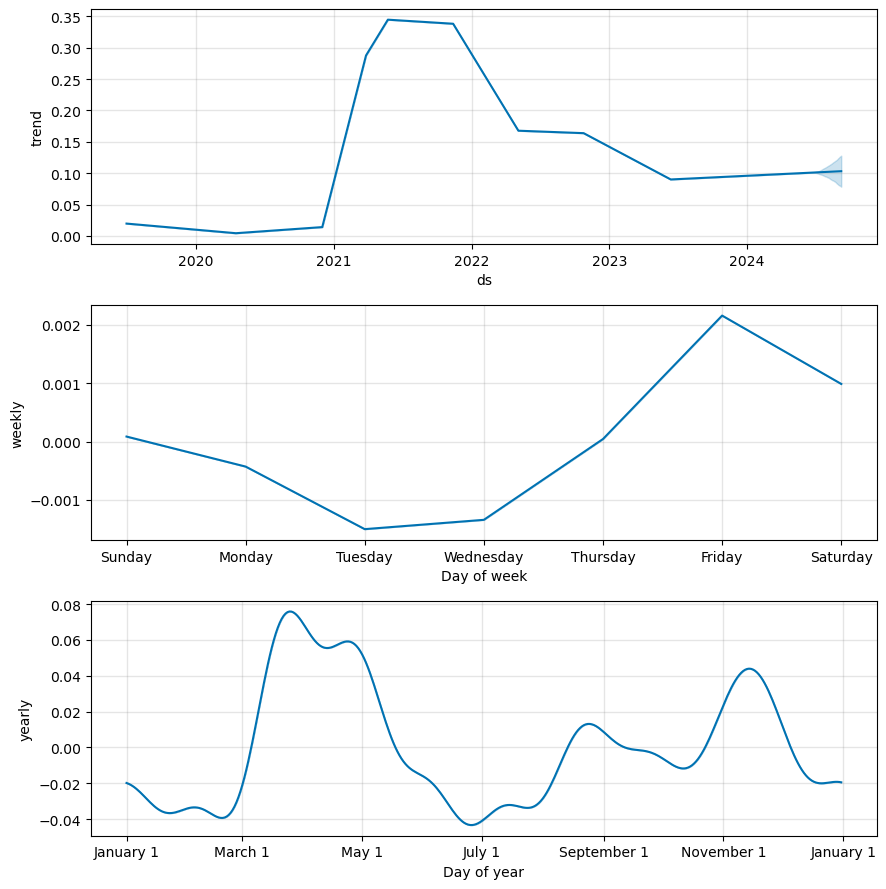 0.35
0.30
0.25
0.20
0.15
0.10
0.05
0.00
trend
2020 2021 2022 2023 2024
ds
0.002
0.001
0.000
−0.001
weekly
Sunday Monday Tuesday Wednesday Thursday Friday Saturday
Day of week
0.08
0.06
0.04
0.02
0.00
−0.02
−0.04
yearly
January 1 March 1 May 1 July 1 September 1 November 1 January 1
Day of year